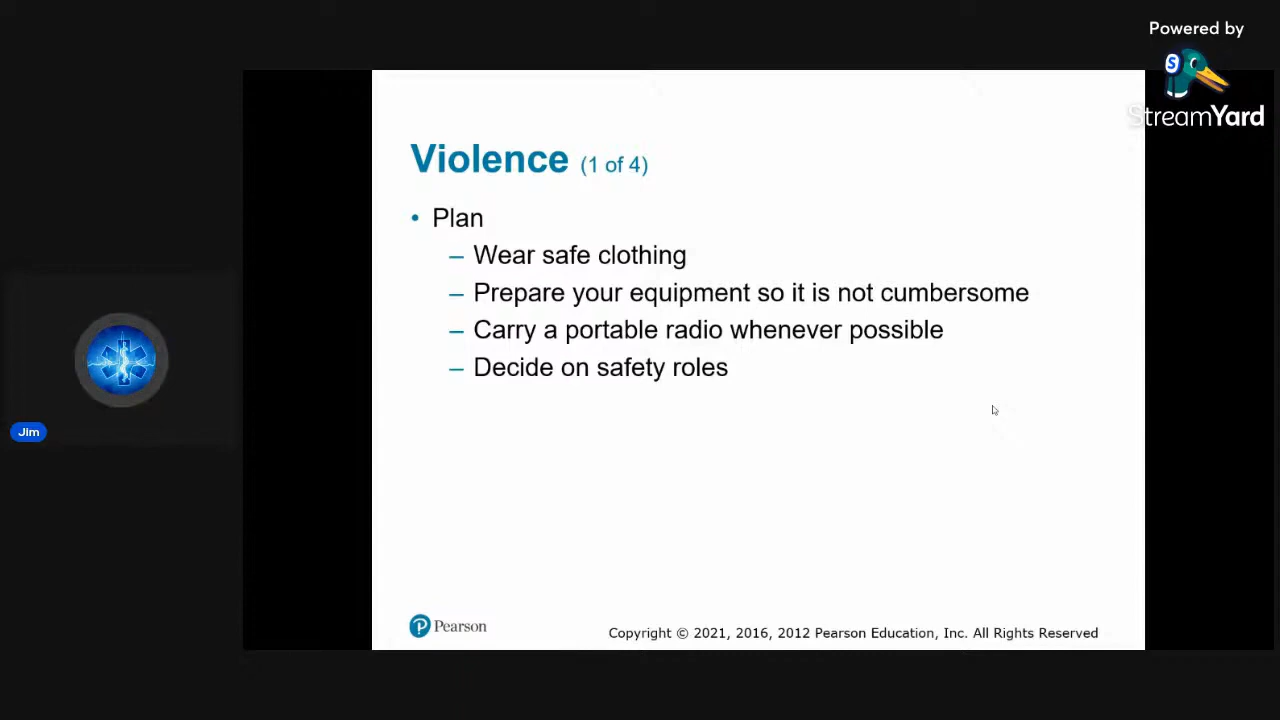 Powered by
StreamYard
Violence (1 of 4)
• Plan
– Wear safe clothing
– Prepare your equipment so it is not cumbersome
– Carry a portable radio whenever possible
– Decide on safety roles
Jim
Pearson
Copyright © 2021, 2016, 2012 Pearson Education, Inc. All Rights Reserved